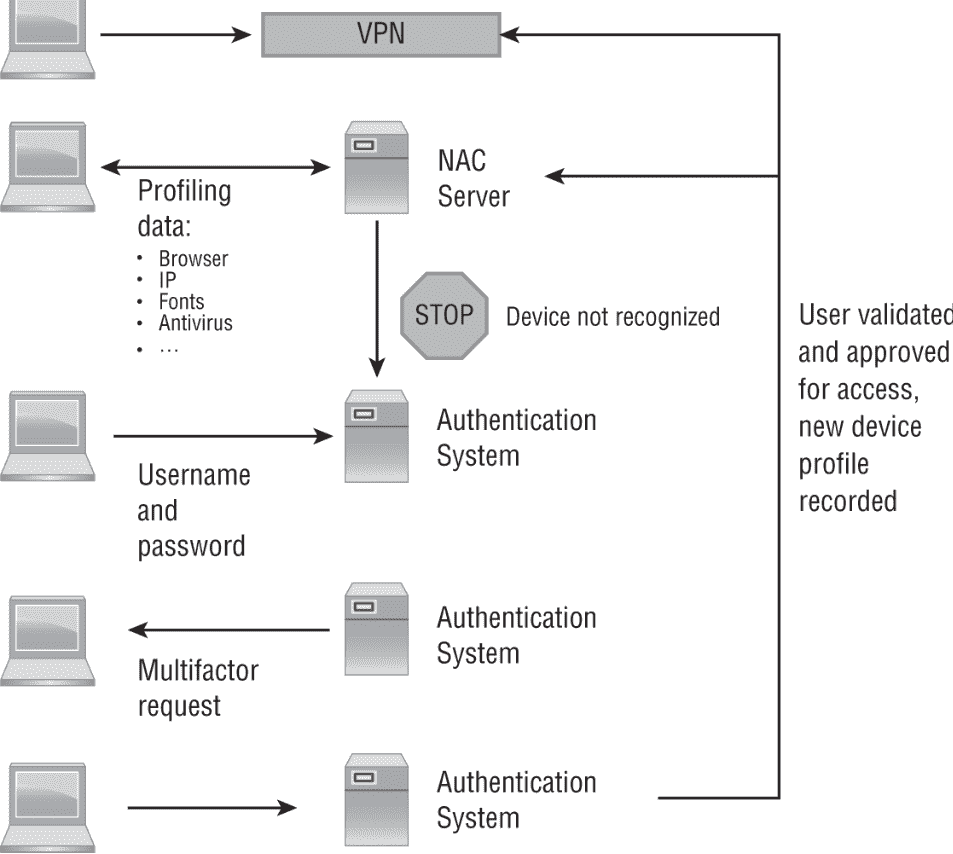 VPN
NAC
Server
Profiling
data:
• Browser
• IP
• Fonts
• Antivirus
• ...
STOP
Device not recognized
User validated
and approved
for access,
new device
profile
recorded
Authentication
System
Username
and
password
Authentication
System
Multifactor
request
Authentication
System